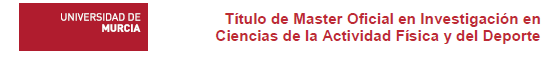 UNIVERSIDAD DE
MURCIA
Título de Master Oficial en Investigación en
Ciencias de la Actividad Física y del Deporte